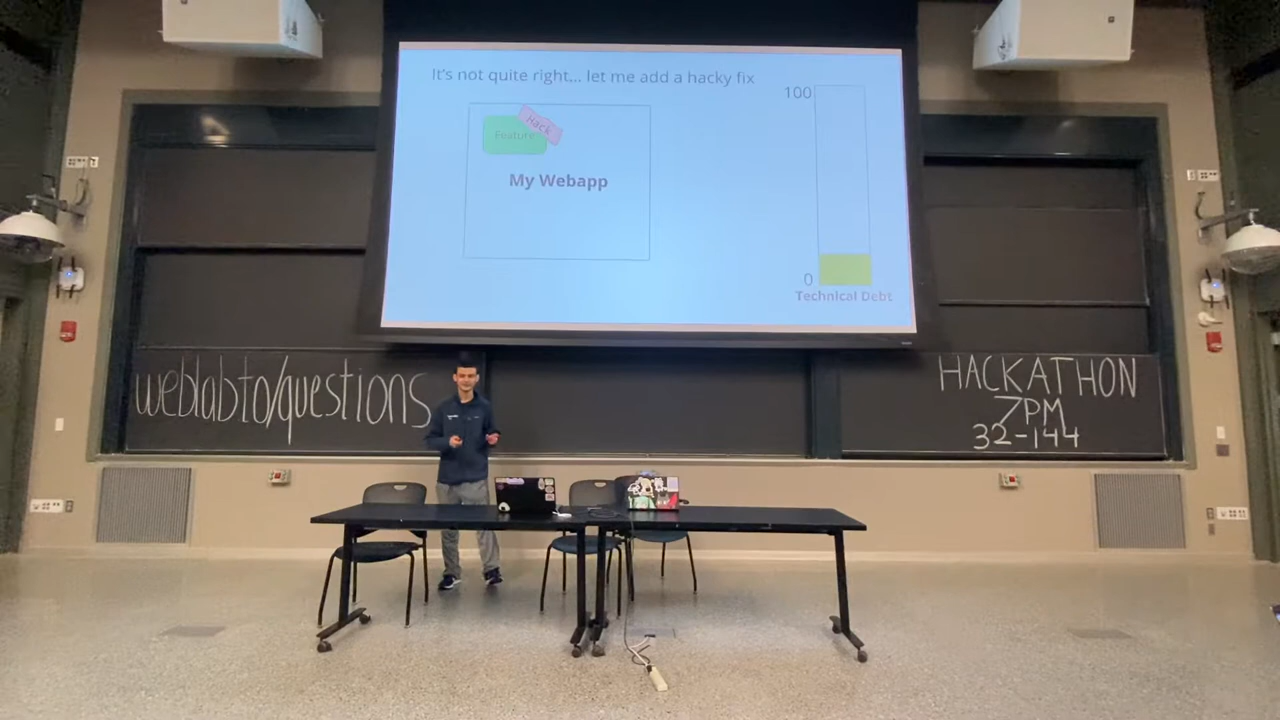 It's not quite right... let me add a hacky fix
Hack
Feature
My Webapp
100
0
Technical Debt
weblab.to/questions
HACKATHON
7PM
32-144